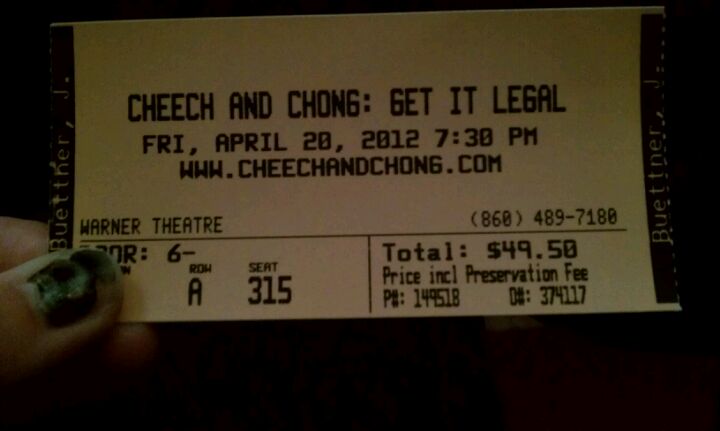 CHEECH AND CHONG: GET IT LEGAL
FRI, APRIL 20, 2012 7:30 PM
WWW.CHEECHANDCHONG.COM
WARNER THEATRE
(860) 489-7180
6-
ROW SEAT
A 315
Total: $49.50
Price incl Preservation Fee
P#: 149518 O#: 374117
Buettner, J.
Buettner, J.